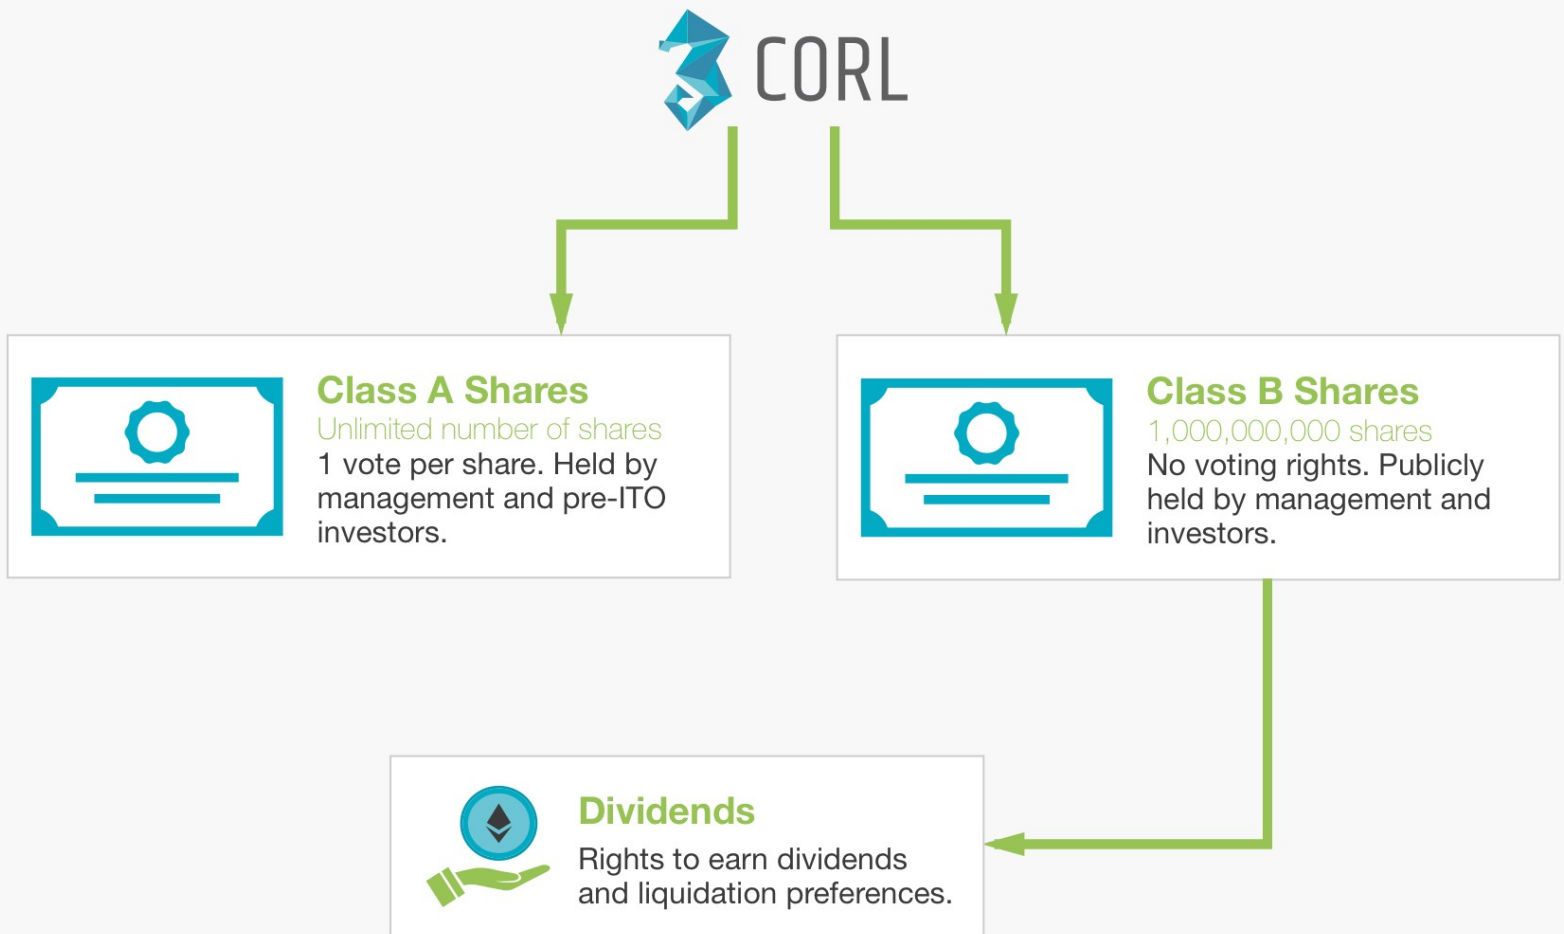 CORL
Class A Shares
Unlimited number of shares
1 vote per share. Held by
management and pre-ITO
investors.
Class B Shares
1,000,000,000 shares
No voting rights. Publicly
held by management and
investors.
Dividends
Rights to earn dividends
and liquidation preferences.